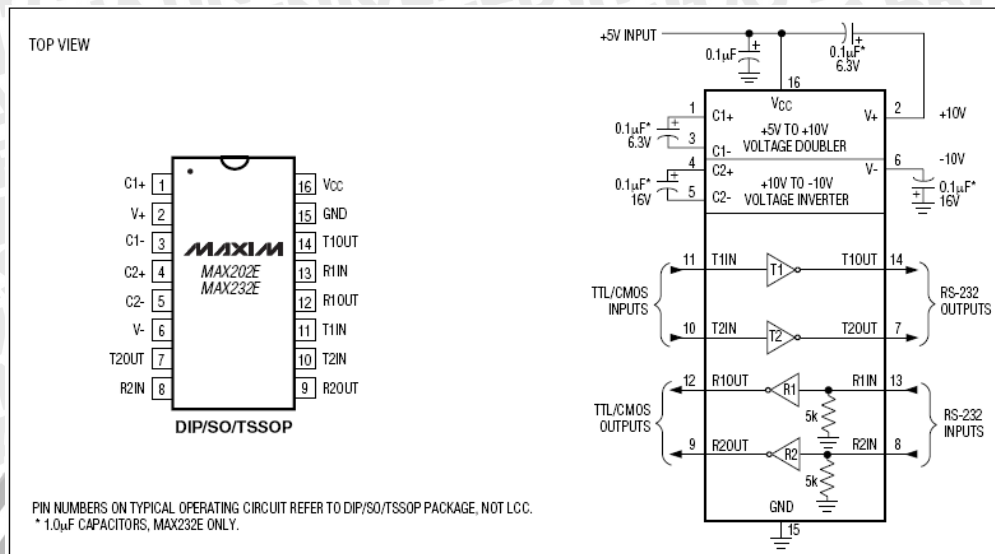 TOP VIEW
C1+ 1
V+ 2
C1- 3
C2+ 4
C2- 5
V- 6
T2OUT 7
R2IN 8
16 VCC
15 GND
14 T1OUT
13 R1IN
12 R1OUT
11 T1IN
10 T2IN
9 R2OUT
MAXIM
MAX202E
MAX232E
DIP/SO/TSSOP
+5V INPUT
0.1µF
+
0.1µF*
6.3V
+
16
VCC
1
C1+
+
0.1µF*
6.3V
3
C1-
+5V TO +10V
VOLTAGE DOUBLER
V+
2
+10V
4
C2+
+
0.1µF*
16V
5
C2-
+10V TO -10V
VOLTAGE INVERTER
V-
6
-10V
+
0.1µF*
16V
TTL/CMOS
INPUTS
11 T1IN T1 T1OUT 14
10 T2IN T2 T2OUT 7
RS-232
OUTPUTS
TTL/CMOS
OUTPUTS
12 R1OUT R1 R1IN 13
5k
9 R2OUT R2 R2IN 8
5k
RS-232
INPUTS
GND
15
PIN NUMBERS ON TYPICAL OPERATING CIRCUIT REFER TO DIP/SO/TSSOP PACKAGE, NOT LCC.
* 1.0µF CAPACITORS, MAX232E ONLY.